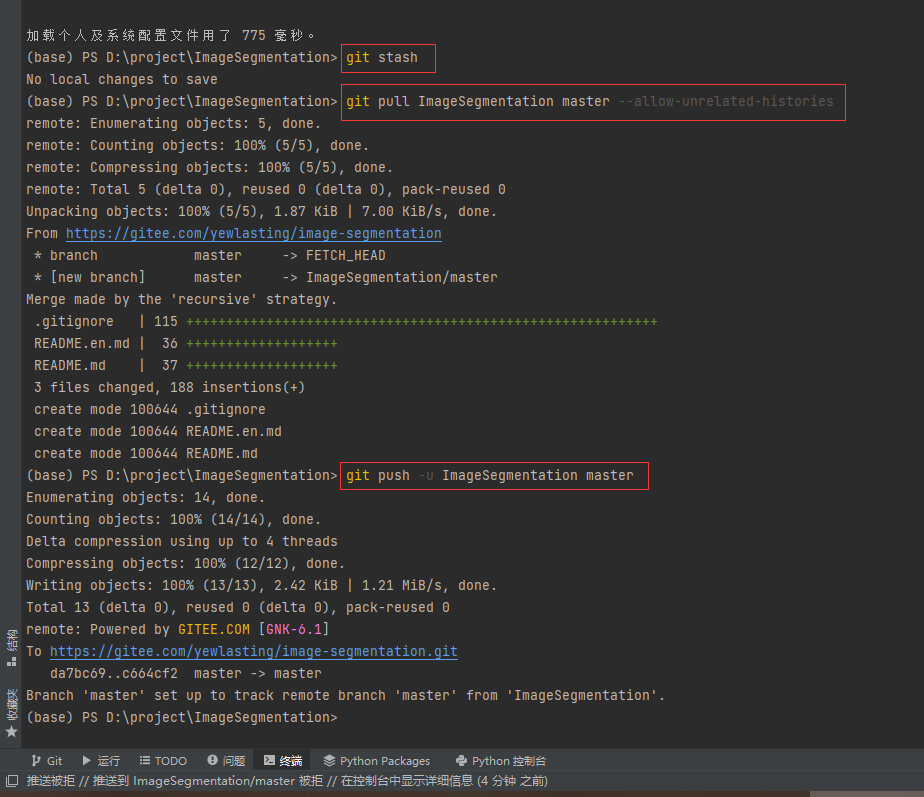 加载个人及系统配置文件用了 775 毫秒。
(base) PS D:\project\ImageSegmentation> git stash
No local changes to save
(base) PS D:\project\ImageSegmentation> git pull ImageSegmentation master --allow-unrelated-histories
remote: Enumerating objects: 5, done.
remote: Counting objects: 100% (5/5), done.
remote: Compressing objects: 100% (5/5), done.
remote: Total 5 (delta 0), reused 0 (delta 0), pack-reused 0
Unpacking objects: 100% (5/5), 1.87 KiB | 7.00 KiB/s, done.
From https://gitee.com/yewlasting/image-segmentation
 * branch            master     -> FETCH_HEAD
 * [new branch]      master     -> ImageSegmentation/master
Merge made by the 'recursive' strategy.
 .gitignore   | 115 +++++++++++++++++++++++++++++++++++++++++++++++++++++++++++
 README.en.md |  36 +++++++++++++++++++
 README.md    |  37 +++++++++++++++++++
 3 files changed, 188 insertions(+)
 create mode 100644 .gitignore
 create mode 100644 README.en.md
 create mode 100644 README.md
(base) PS D:\project\ImageSegmentation> git push -u ImageSegmentation master
Enumerating objects: 14, done.
Counting objects: 100% (14/14), done.
Delta compression using up to 4 threads
Compressing objects: 100% (12/12), done.
Writing objects: 100% (13/13), 2.42 KiB | 1.21 MiB/s, done.
Total 13 (delta 0), reused 0 (delta 0), pack-reused 0
remote: Powered by GITEE.COM [GNK-6.1]
To https://gitee.com/yewlasting/image-segmentation.git
   da7bc69..c664cf2  master -> master
Branch 'master' set up to track remote branch 'master' from 'ImageSegmentation'.
(base) PS D:\project\ImageSegmentation>
结构
收藏夹
Git 运行 TODO 问题 终端 Python Packages Python 控制台
推送被拒 // 推送到 ImageSegmentation/master 被拒 // 在控制台中显示详细信息 (4 分钟 之前)